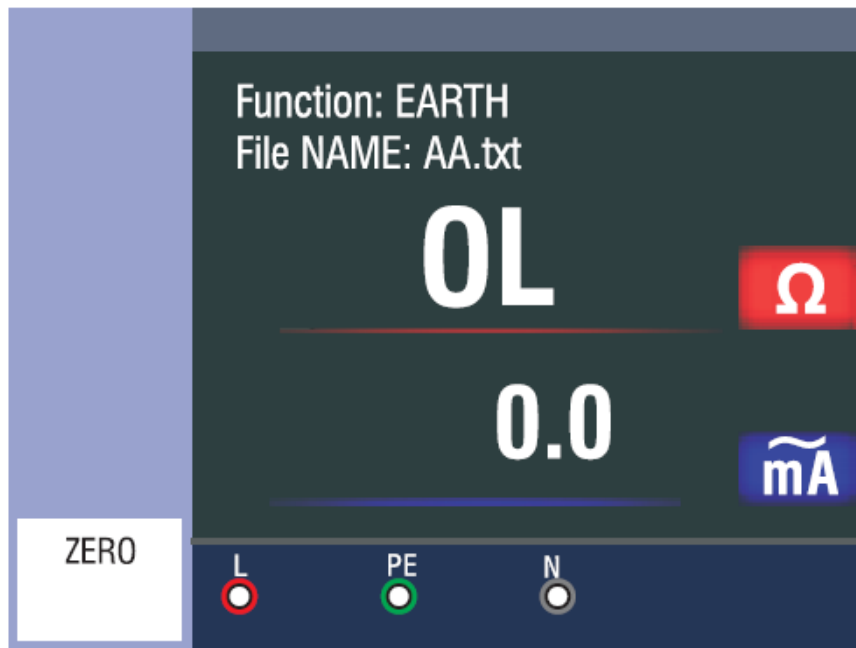 Function: EARTH
File NAME: AA.txt
OL Ω
0.0 mA
ZERO
L PE N